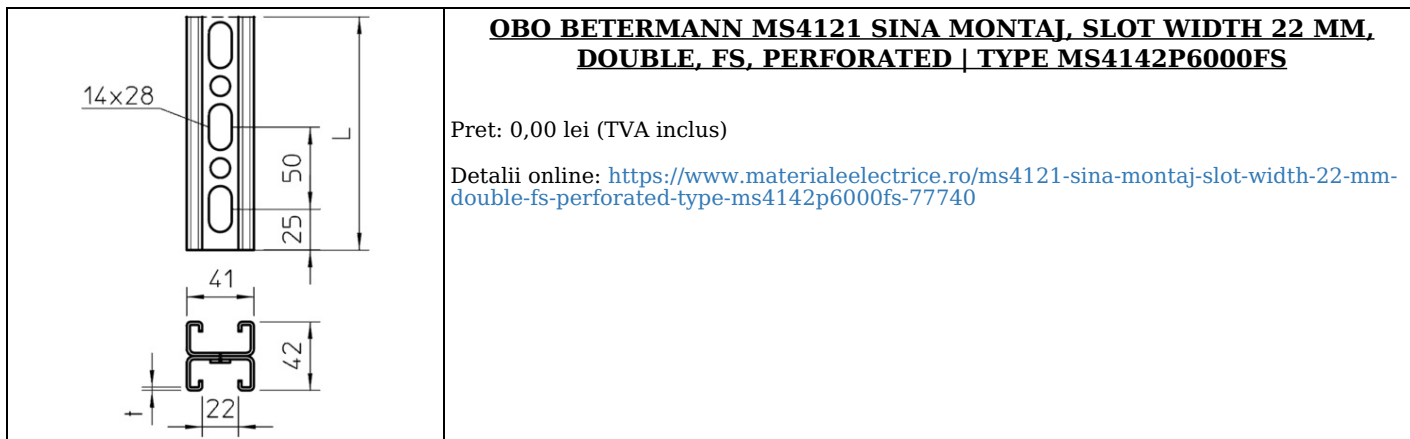 14x28
L
50
25
41
42
t
22
OBO BETERMANN MS4121 SINA MONTAJ, SLOT WIDTH 22 MM,
DOUBLE, FS, PERFORATED | TYPE MS4142P6000FS
Pret: 0,00 lei (TVA inclus)
Detalii online: https://www.materialeelectrice.ro/ms4121-sina-montaj-slot-width-22-mm-
double-fs-perforated-type-ms4142p6000fs-77740